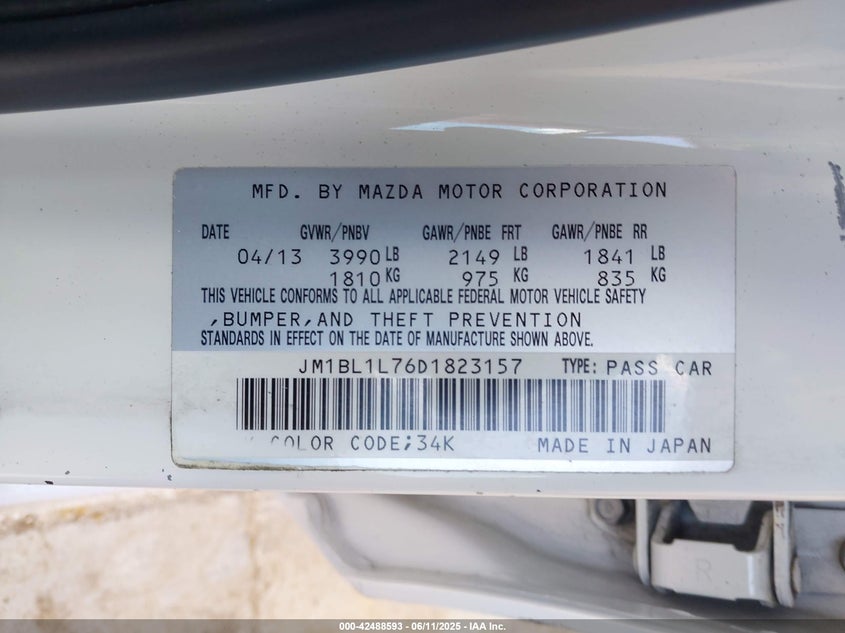 MFD. BY MAZDA MOTOR CORPORATION
DATE GVWR/PNBV GAWR/PNBE FRT GAWR/PNBE RR
04/13 3990 LB 2149 LB 1841 LB
1810 KG 975 KG 835 KG
THIS VEHICLE CONFORMS TO ALL APPLICABLE FEDERAL MOTOR VEHICLE SAFETY
,BUMPER,AND THEFT PREVENTION
STANDARDS IN EFFECT ON THE DATE OF MANUFACTURE SHOWN ABOVE.
JM1BL1L76D1823157 TYPE: PASS CAR
COLOR CODE;34K MADE IN JAPAN
R
000-42488593 - 06/11/2025 - IAA Inc.